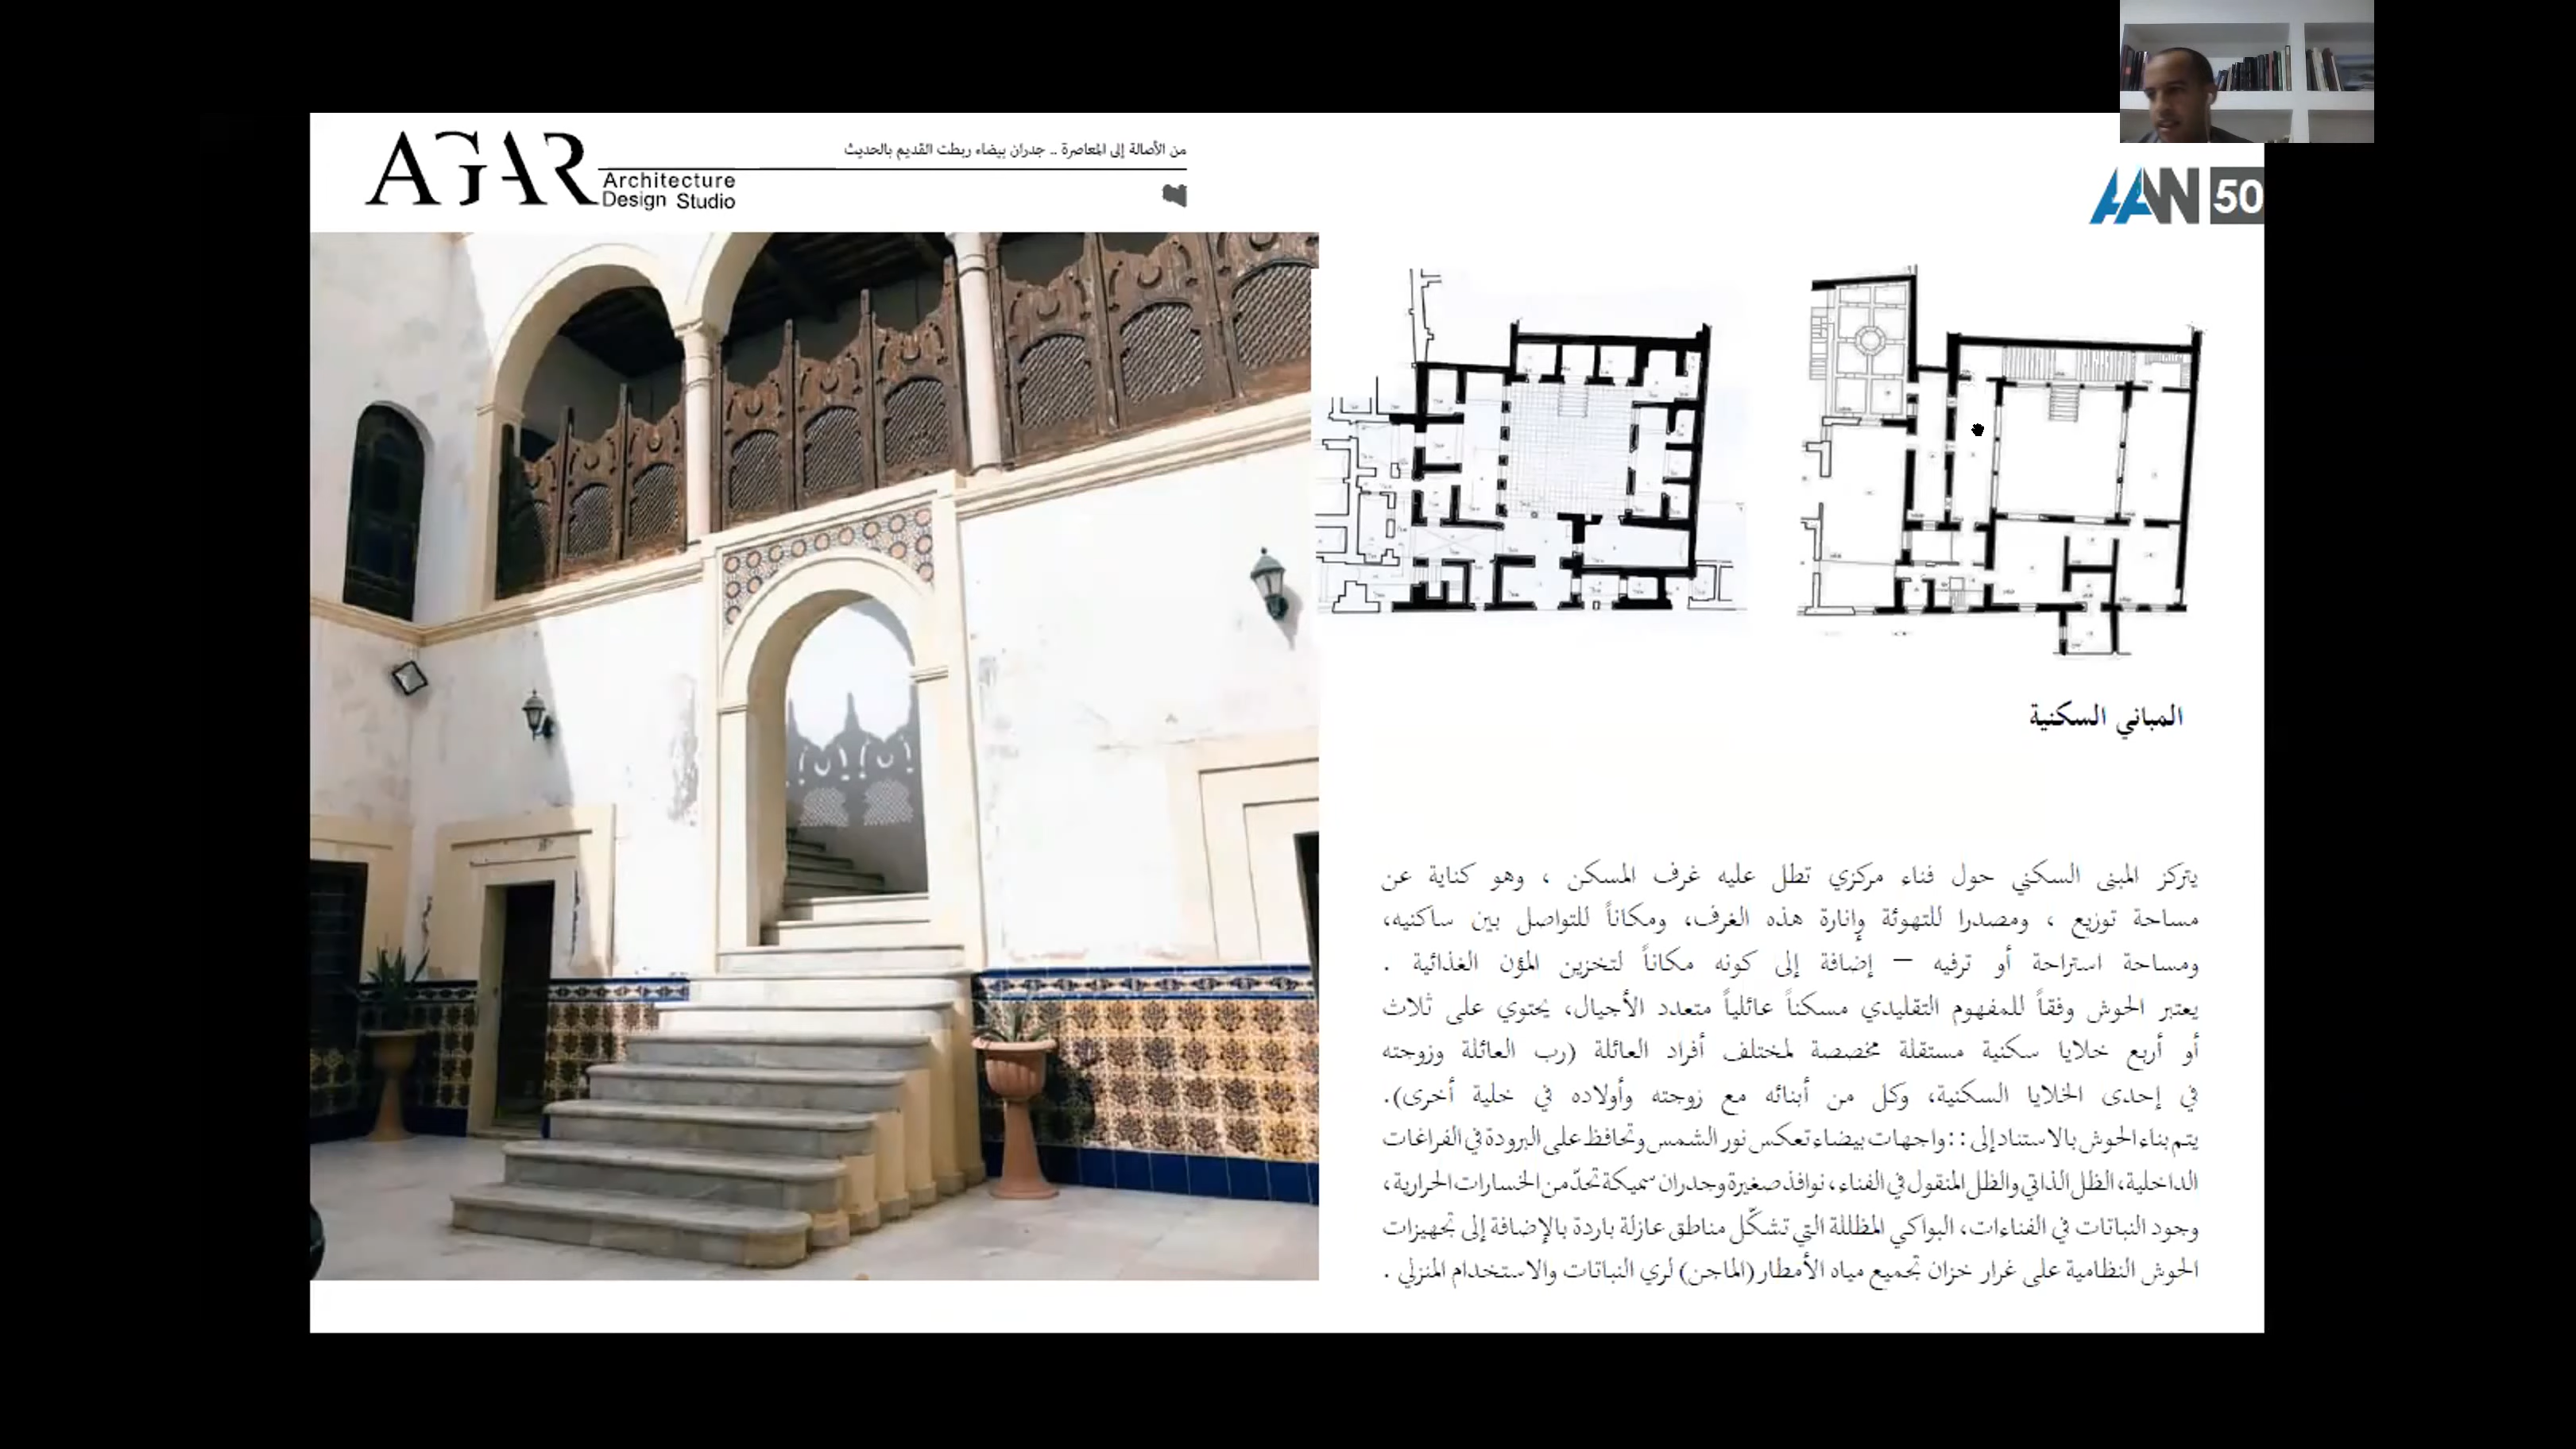 AGAR
Architecture
Design Studio
من الأصالة إلى المعاصرة .. جدران بيضاء ربطت القديم بالحديث
AAN 50
المباني السكنية
يتركز المبنى السكني حول فناء مركزي تطل عليه غرف المسكن ، وهو كناية عن
مساحة توزيع ، ومصدرا للتهوئة وإنارة هذه الغرف، ومكاناً للتواصل بين ساكنيه،
ومساحة استراحة أو ترفيه – إضافة إلى كونه مكاناً لتخزين المؤن الغذائية .
يعتبر الحوش وفقاً للمفهوم التقليدي مسكناً عائلياً متعدد الأجيال، يحتوي على ثلاث
أو أربع خلايا سكنية مستقلة مخصصة لمختلف أفراد العائلة (رب العائلة وزوجته
في إحدى الخلايا السكنية، وكل من أبنائه مع زوجته وأولاده في خلية أخرى).
يتم بناء الحوش بالاستناد إلى : : واجهات بيضاء تعكس نور الشمس وتحافظ على البرودة في الفراغات
الداخلية، الظل الذاتي والظل المنقول في الفناء، نوافذ صغيرة وجدران سميكة تحدّ من الخسارات الحرارية،
وجود النباتات في الفناءات، البواكي المظللة التي تشكّل مناطق عازلة باردة بالإضافة إلى تجهيزات
الحوش النظامية على غرار خزان تجميع مياه الأمطار (الماجن) لري النباتات والاستخدام المنزلي .